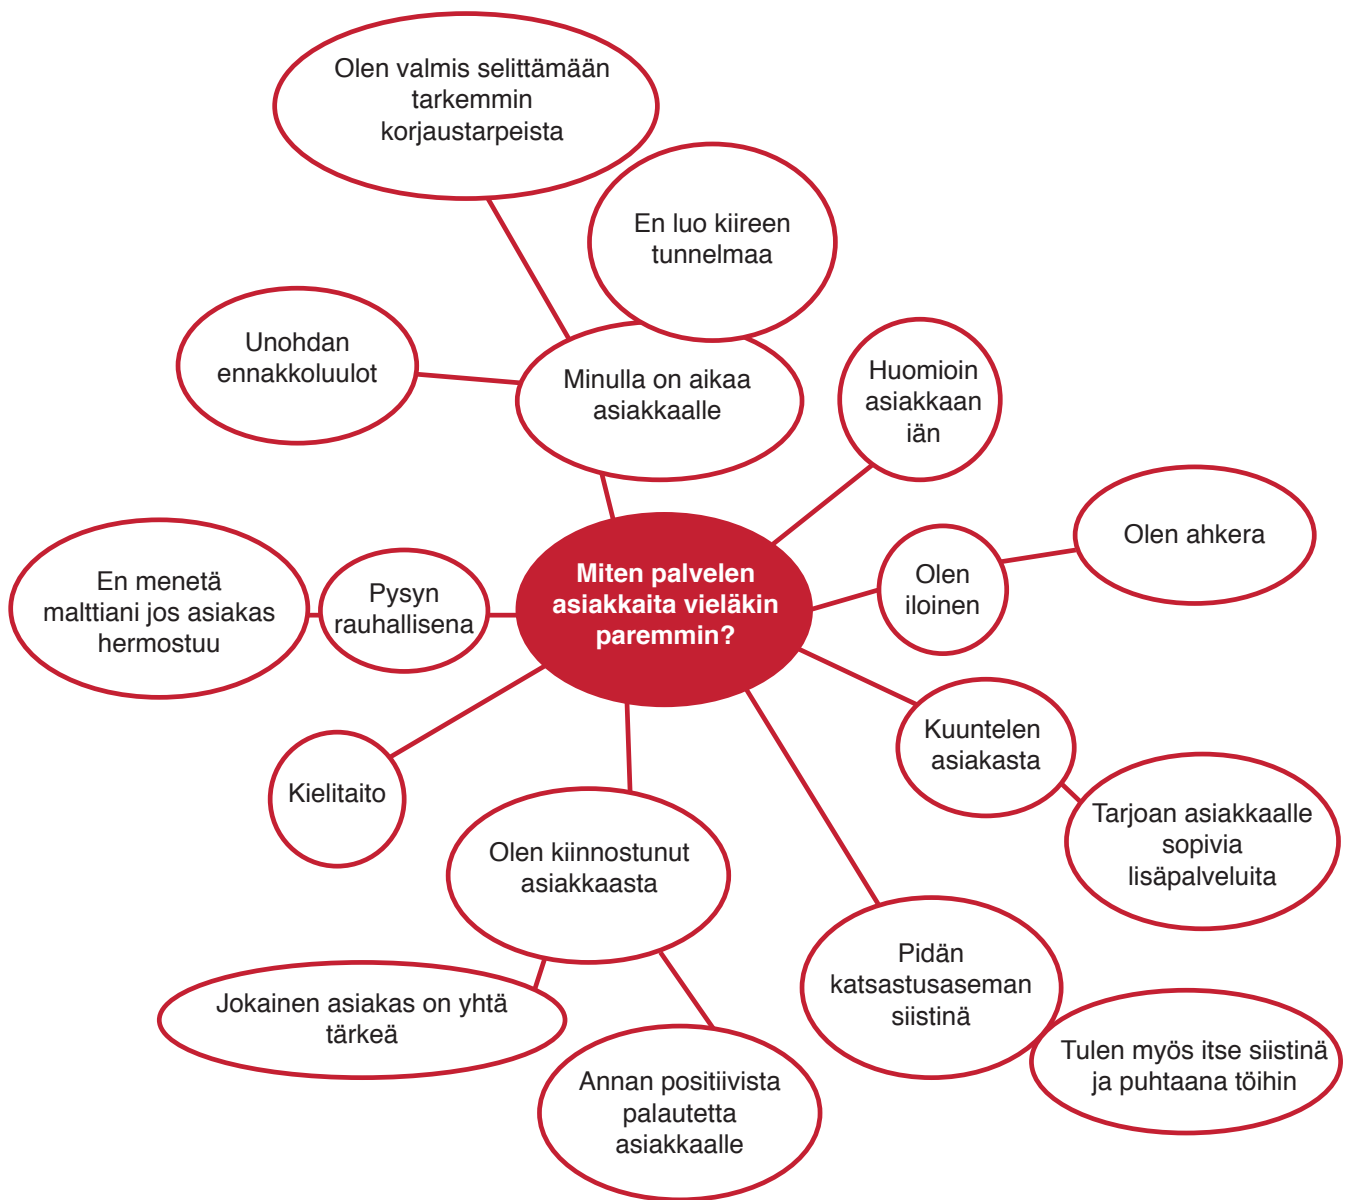 Olen valmis selittämään
tarkemmin
korjaustarpeista
En luo kiireen
tunnelmaa
Unohdan
ennakkoluulot
Minulla on aikaa
asiakkaalle
Huomioin
asiakkaan
iän
Olen ahkera
Olen
iloinen
Miten palvelen
asiakkaita vieläkin
paremmin?
Pysyn
rauhallisena
En menetä
malttiani jos asiakas
hermostuu
Kuuntelen
asiakasta
Kielitaito
Tarjoan asiakkaalle
sopivia
lisäpalveluita
Olen kiinnostunut
asiakkaasta
Pidän
katsastusaseman
siistinä
Jokainen asiakas on yhtä
tärkeä
Tulen myös itse siistinä
ja puhtaana töihin
Annan positiivista
palautetta
asiakkaalle